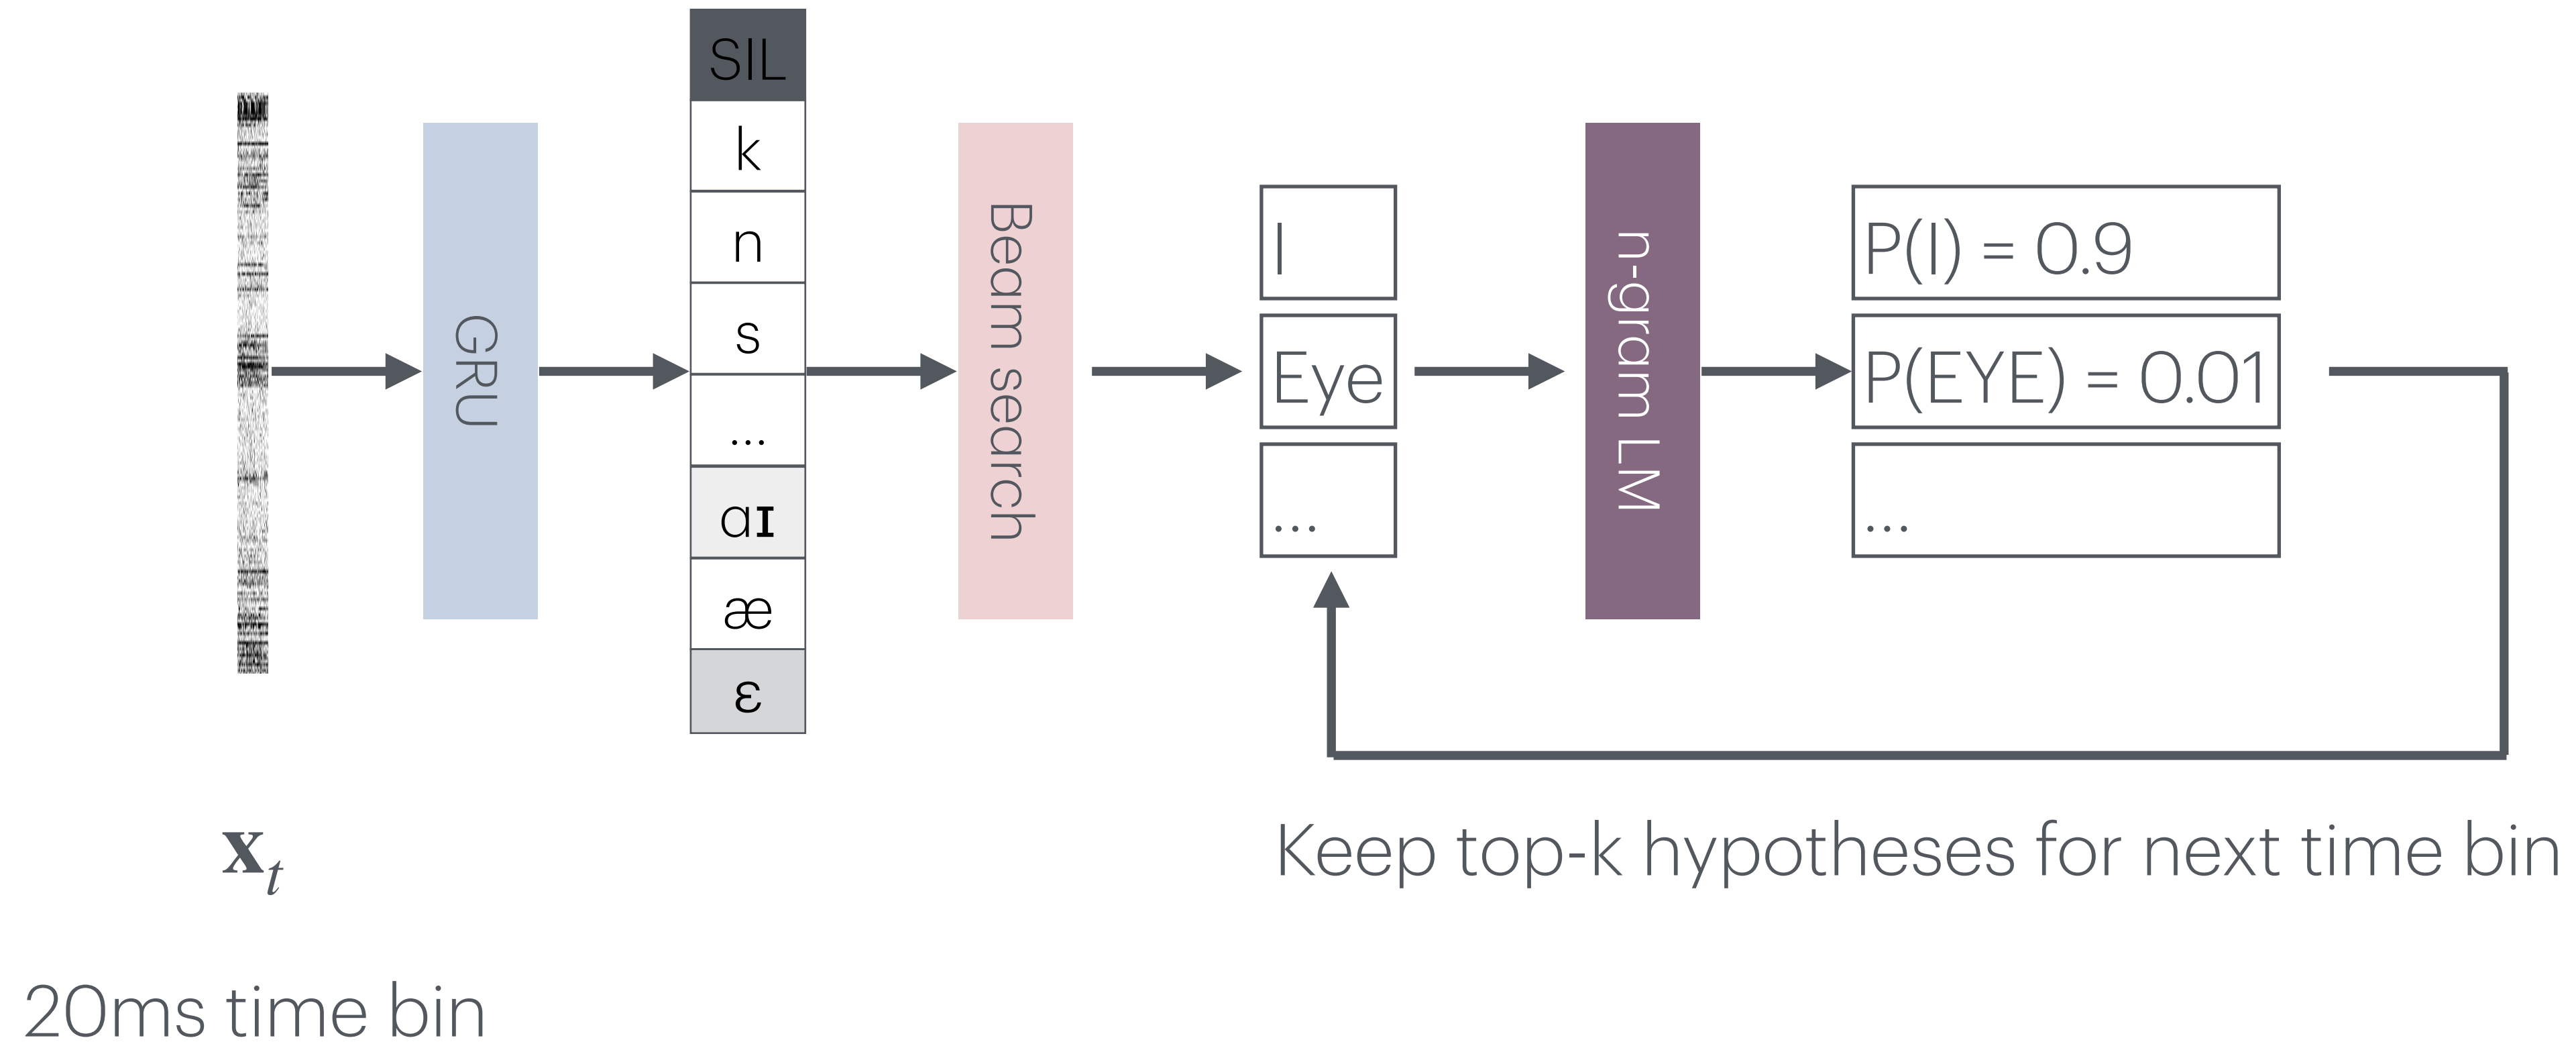 SIL
k
n
s
...
ɑɪ
æ
ɛ
GRU
Beam search
I
Eye
...
n-gram LM
P(I) = 0.9
P(EYE) = 0.01
...
xt
Keep top-k hypotheses for next time bin
20ms time bin